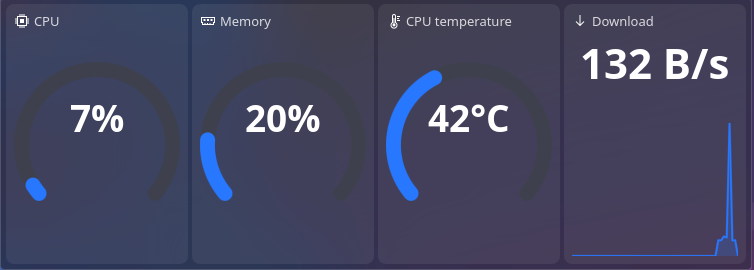 CPU
7%
Memory
20%
CPU temperature
42°C
Download
132 B/s